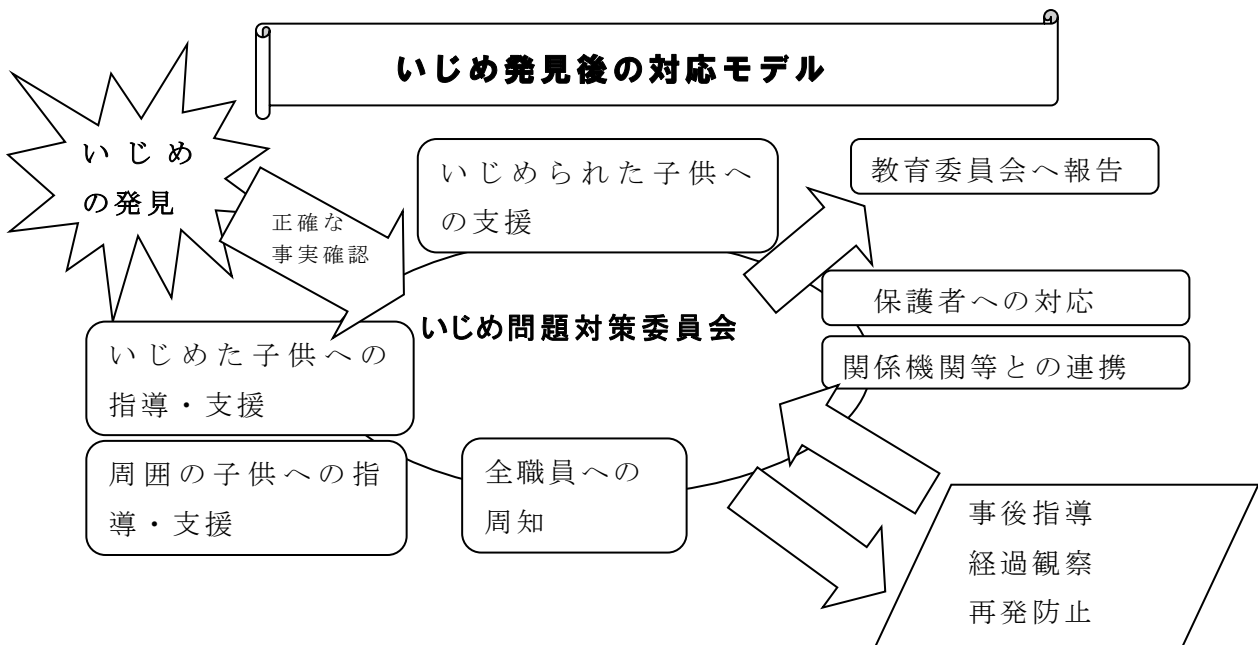 いじめ発見後の対応モデル
いじめ
の発見
正確な
事実確認
いじめられた子供へ
の支援
教育委員会へ報告
保護者への対応
関係機関等との連携
いじめ問題対策委員会
いじめた子供への
指導・支援
周囲の子供への指
導・支援
全職員への
周知
事後指導
経過観察
再発防止